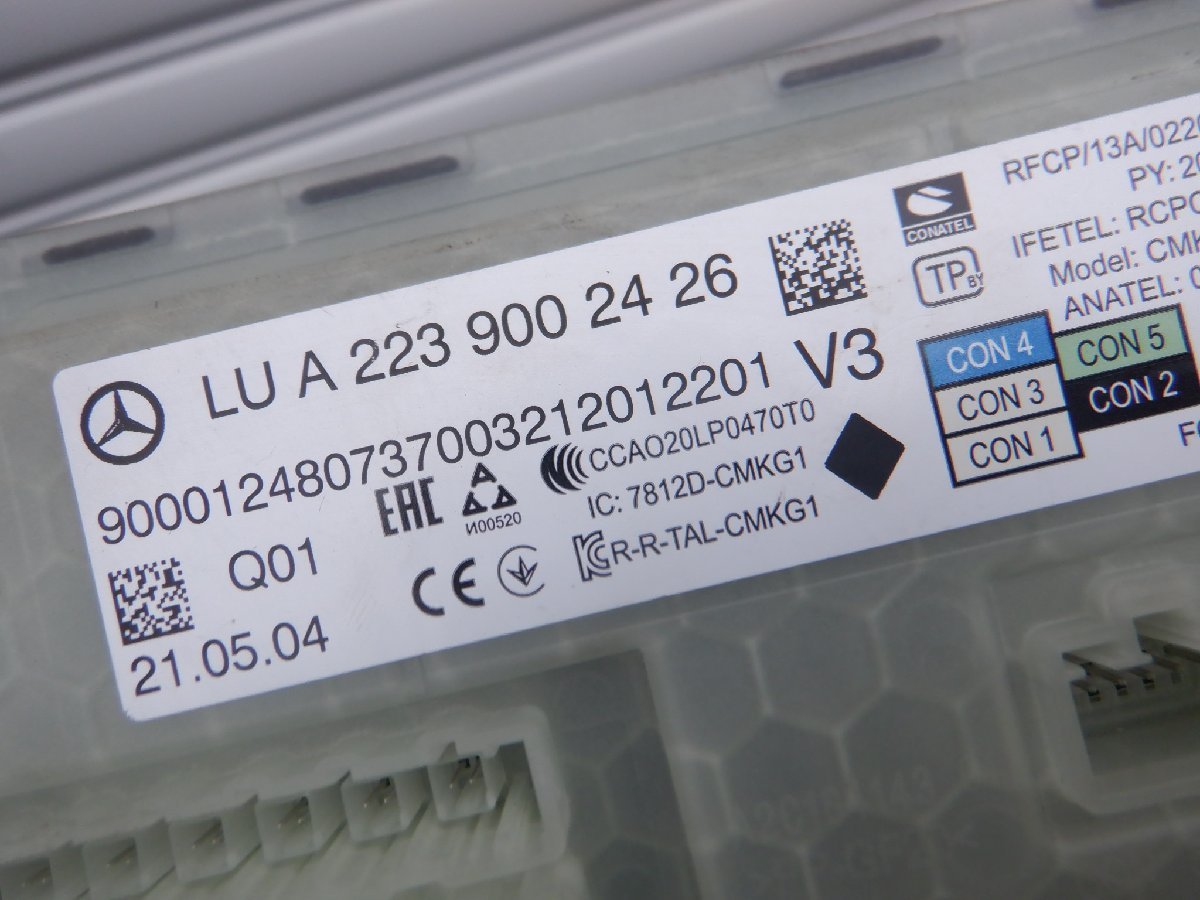 LU A 223 900 24 26
900012480737003212012201 V3
CONATEL
TP BY
EAC
И00520
CCAO20LP0470T0
IC: 7812D-CMKG1
R-R-TAL-CMKG1
Q01
CE
21.05.04
RFCP/13A/022
PY: 20
IFETEL: RCPC
Model: CMK
ANATEL: 0
CON 4
CON 5
CON 3
CON 2
CON 1